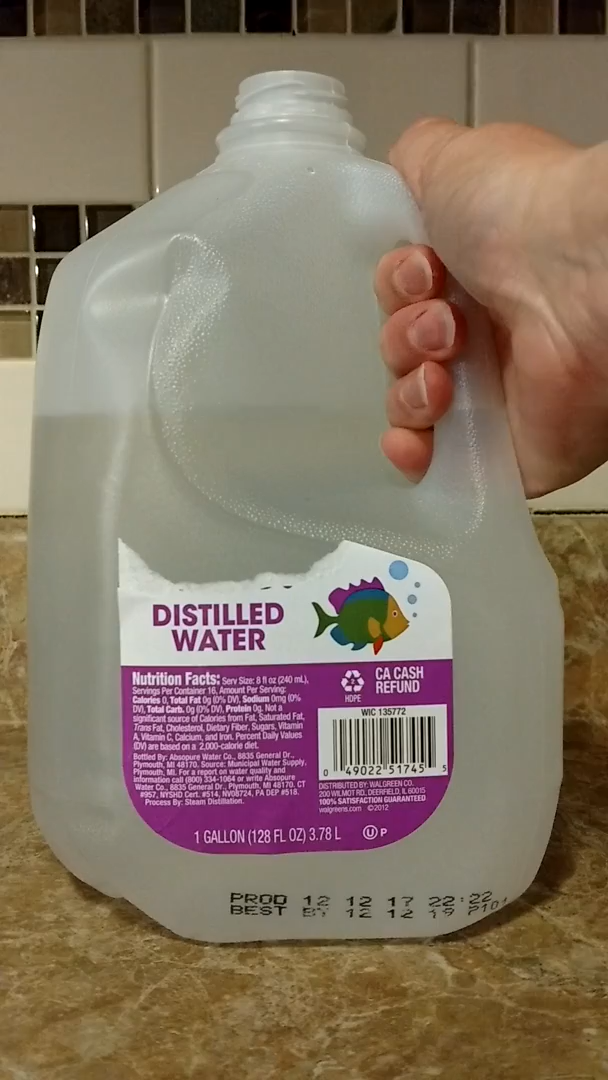 DISTILLED
WATER
Nutrition Facts: Serv Size: 8 fl oz (240 mL),
Servings Per Container 16, Amount Per Serving:
Calories 0, Total Fat 0g (0% DV), Sodium 0mg (0%
DV), Total Carb. 0g (0% DV), Protein 0g. Not a
significant source of Calories from Fat, Saturated Fat,
Trans Fat, Cholesterol, Dietary Fiber, Sugars, Vitamin
A, Vitamin C, Calcium, and Iron. Percent Daily Values
(DV) are based on a 2,000-calorie diet.
Bottled By: Absopure Water Co., 8835 General Dr.,
Plymouth, MI 48170. Source: Municipal Water Supply,
Plymouth, MI. For a report on water quality and
information call (800) 334-1064 or write Absopure
Water Co., 8835 General Dr., Plymouth, MI 48170. CT
#957, NYSHD Cert. #514, NV08724, PA DEP #518.
Process By: Steam Distillation.
2
HDPE
CA CASH
REFUND
WIC 135772
0 49022 51745 5
DISTRIBUTED BY: WALGREEN CO.
200 WILMOT RD., DEERFIELD, IL 60015
100% SATISFACTION GUARANTEED
walgreens.com ©2012
1 GALLON (128 FL OZ) 3.78 L
U P
PROD 12 12 17 22:22
BEST BY 12 12 19 P101